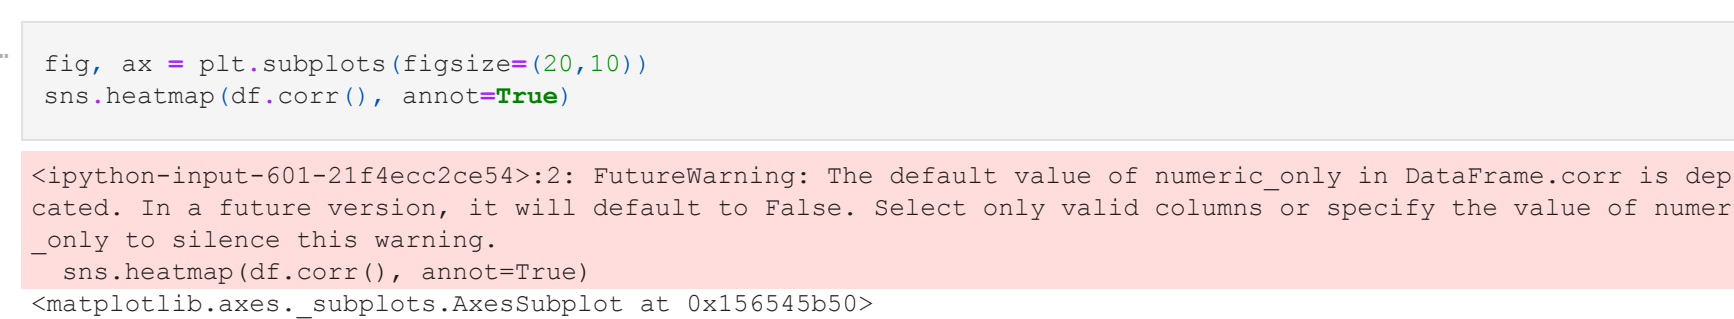 fig, ax = plt.subplots(figsize=(20,10))
sns.heatmap(df.corr(), annot=True)
<ipython-input-601-21f4ecc2ce54>:2: FutureWarning: The default value of numeric_only in DataFrame.corr is dep
cated. In a future version, it will default to False. Select only valid columns or specify the value of numer
_only to silence this warning.
  sns.heatmap(df.corr(), annot=True)
<matplotlib.axes._subplots.AxesSubplot at 0x156545b50>